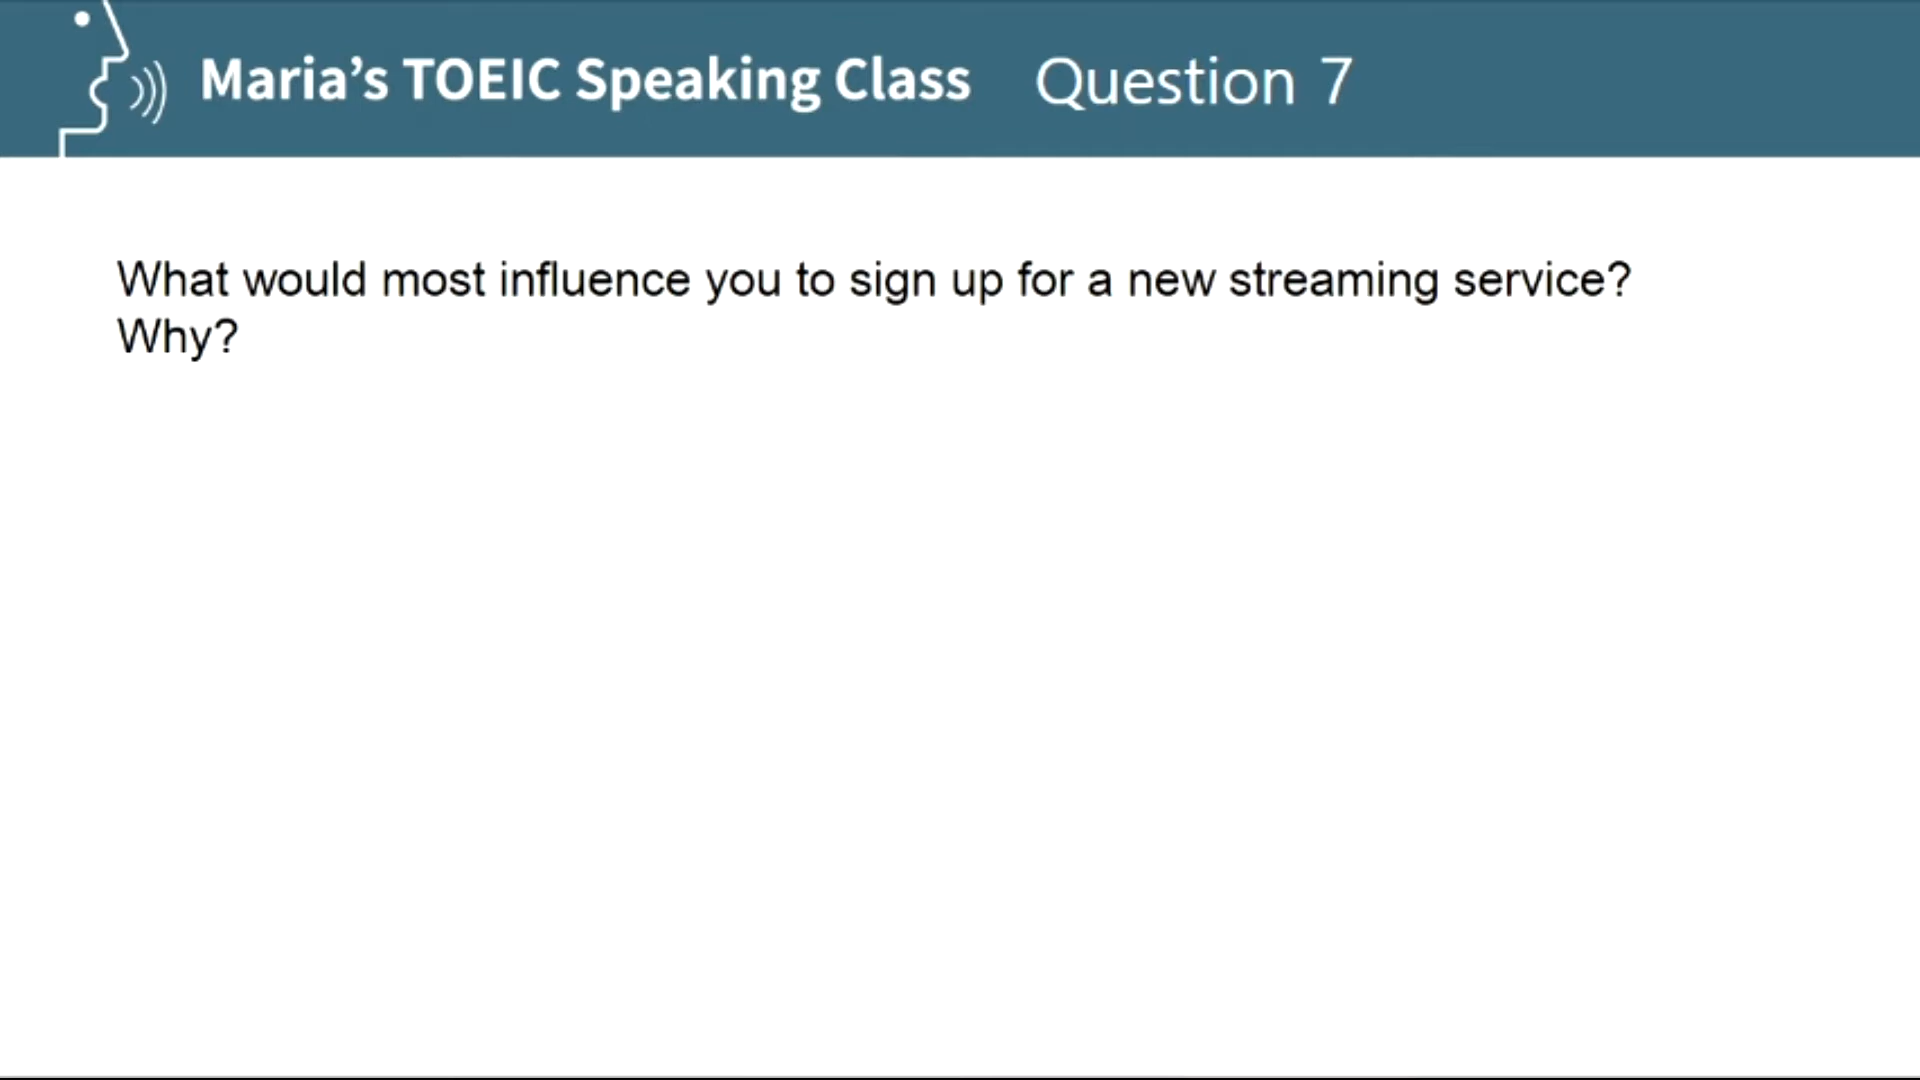 Maria’s TOEIC Speaking Class Question 7
What would most influence you to sign up for a new streaming service?
Why?